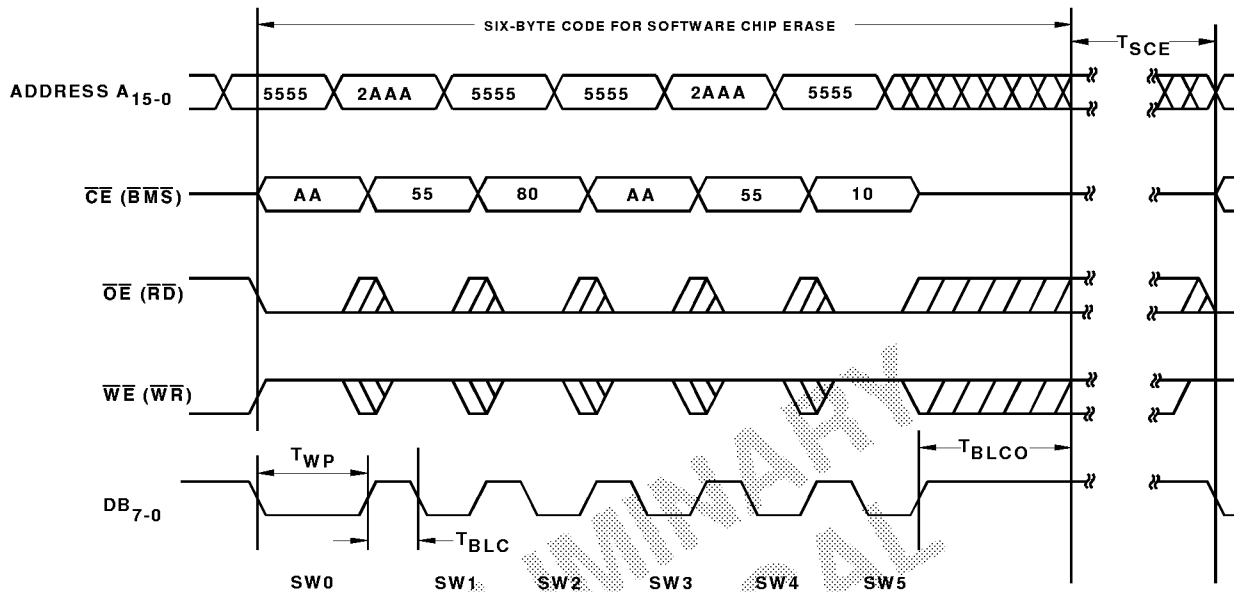 SIX-BYTE CODE FOR SOFTWARE CHIP ERASE
TSCE
ADDRESS A15-0 5555 2AAA 5555 5555 2AAA 5555
CE (BMS) AA 55 80 AA 55 10
OE (RD)
WE (WR)
TWP TBLCO
DB7-0
TBLC
SW0 SW1 SW2 SW3 SW4 SW5